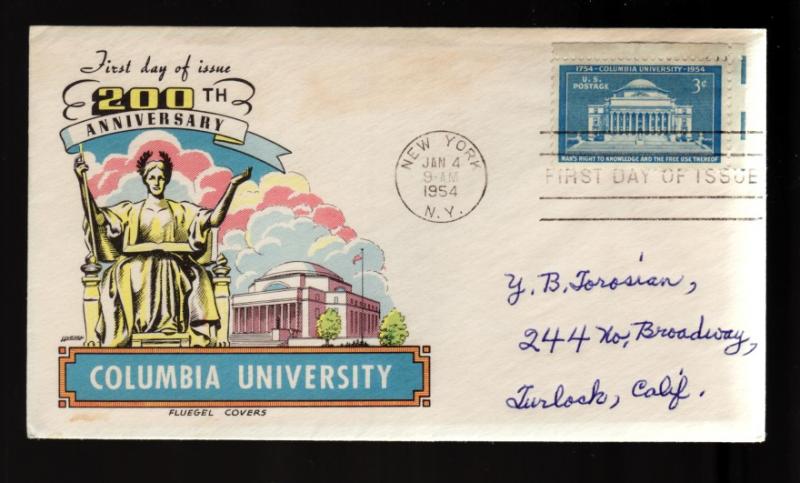 First day of issue
200TH
ANNIVERSARY
COLUMBIA UNIVERSITY
FLUEGEL COVERS
NEW YORK
JAN 4
9-AM
1954
N.Y.
1754-COLUMBIA UNIVERSITY-1954
U.S. POSTAGE
3¢
MAN'S RIGHT TO KNOWLEDGE AND THE FREE USE THEREOF
FIRST DAY OF ISSUE
Y. B. Torosian,
244 No, Broadway,
Turlock, Calif.